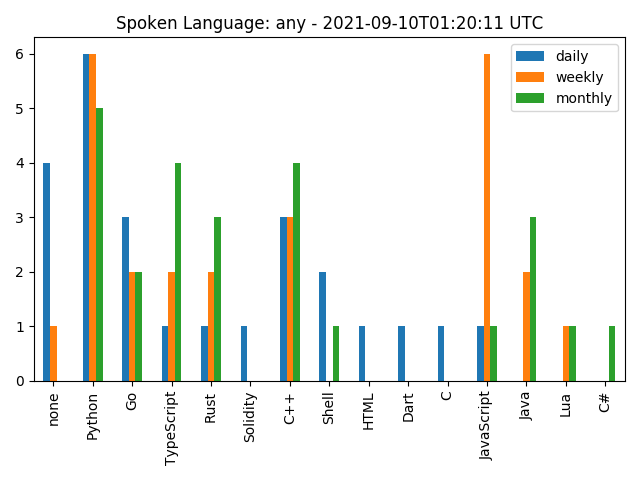 Spoken Language: any - 2021-09-10T01:20:11 UTC
daily
weekly
monthly
6
5
4
3
2
1
0
none
Python
Go
TypeScript
Rust
Solidity
C++
Shell
HTML
Dart
C
JavaScript
Java
Lua
C#